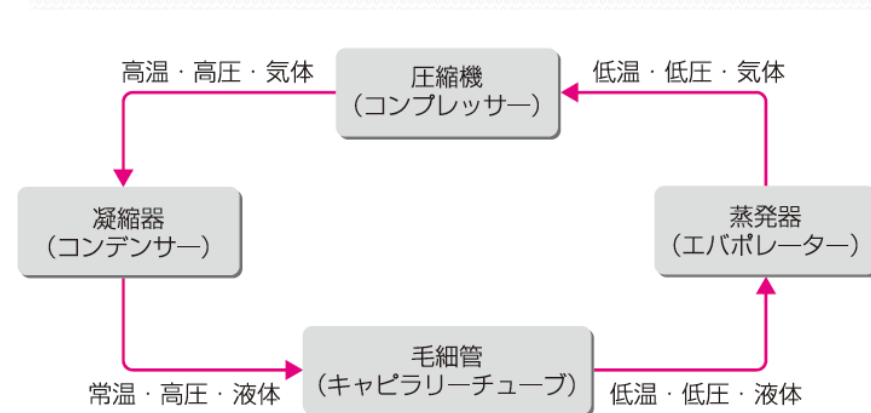 高温・高圧・気体
圧縮機
（コンプレッサー）
低温・低圧・気体
凝縮器
（コンデンサー）
蒸発器
（エバポレーター）
毛細管
（キャピラリーチューブ）
常温・高圧・液体
低温・低圧・液体